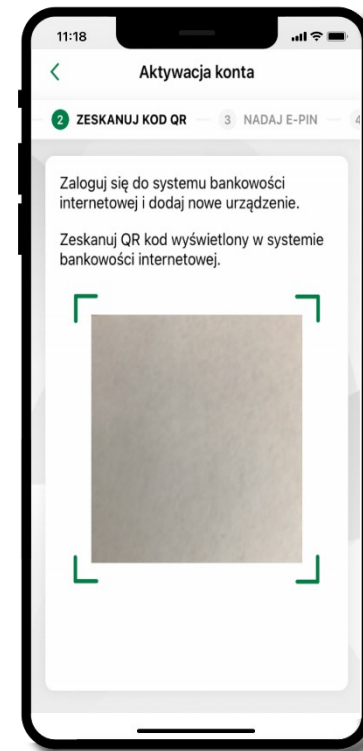 11:18
Aktywacja konta
2 ZESKANUJ KOD QR 3 NADAJ E-PIN 4
Zaloguj się do systemu bankowości
internetowej i dodaj nowe urządzenie.
Zeskanuj QR kod wyświetlony w systemie
bankowości internetowej.